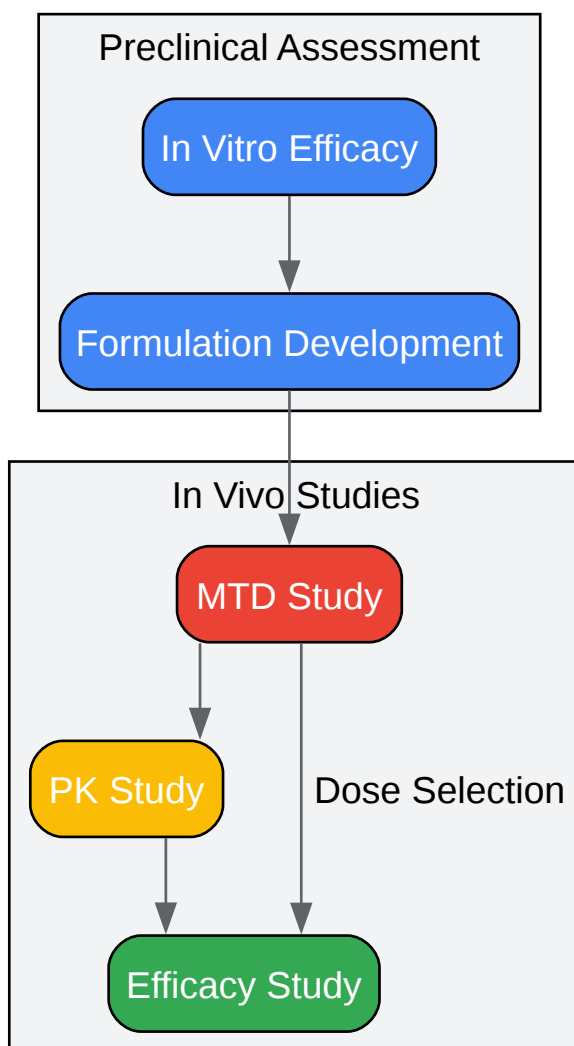 Preclinical Assessment
In Vitro Efficacy
Formulation Development
In Vivo Studies
MTD Study
PK Study
Dose Selection
Efficacy Study